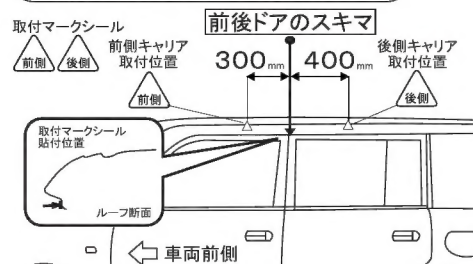 前後ドアのスキマ
取付マークシール
前側 後側
前側キャリア
取付位置
前側
300mm 400mm
後側キャリア
取付位置
後側
取付マークシール
貼付位置
ルーフ断面
車両前側